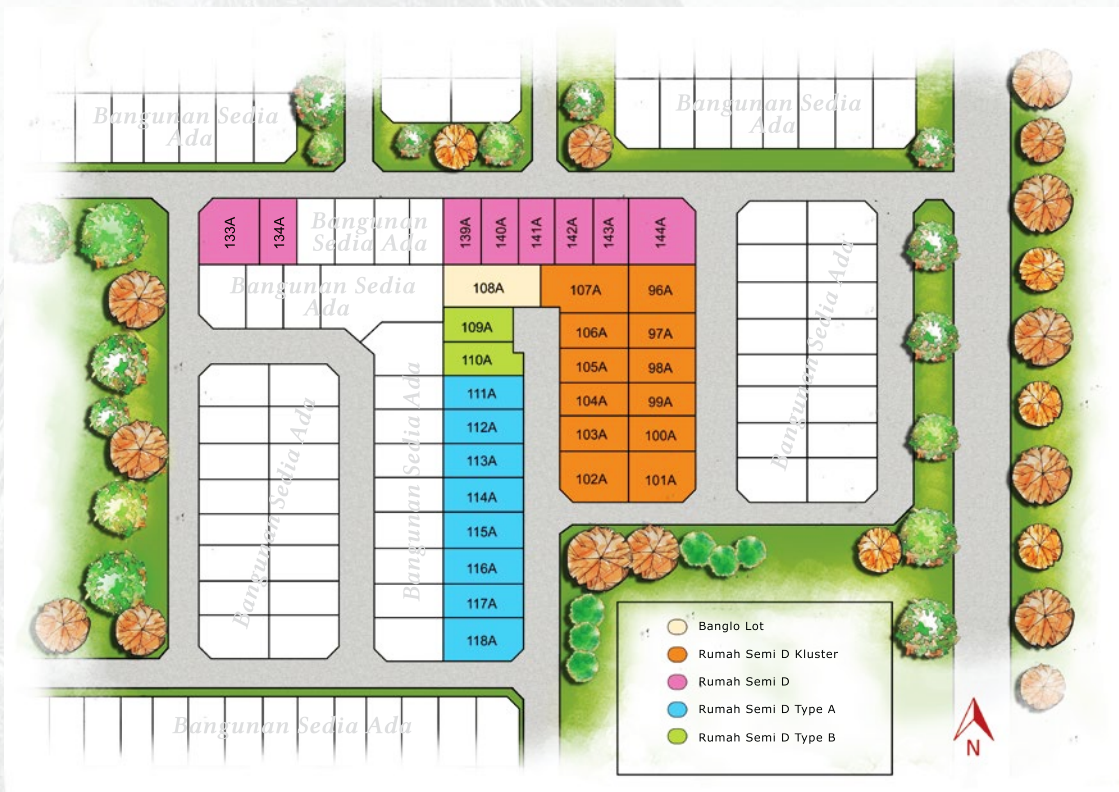 Bangunan Sedia
Ada
Bangunan Sedia
Ada
133A
134A
Bangunan
Sedia Ada
139A
140A
141A
142A
143A
144A
Bangunan Sedia
Ada
108A
107A
96A
109A
106A
97A
110A
105A
98A
111A
104A
99A
112A
103A
100A
113A
102A
101A
114A
115A
116A
117A
118A
Bangunan Sedia Ada
Bangunan Sedia Ada
Bangunan Sedia Ada
Bangunan Sedia Ada
Banglo Lot
Rumah Semi D Kluster
Rumah Semi D
Rumah Semi D Type A
Rumah Semi D Type B
N